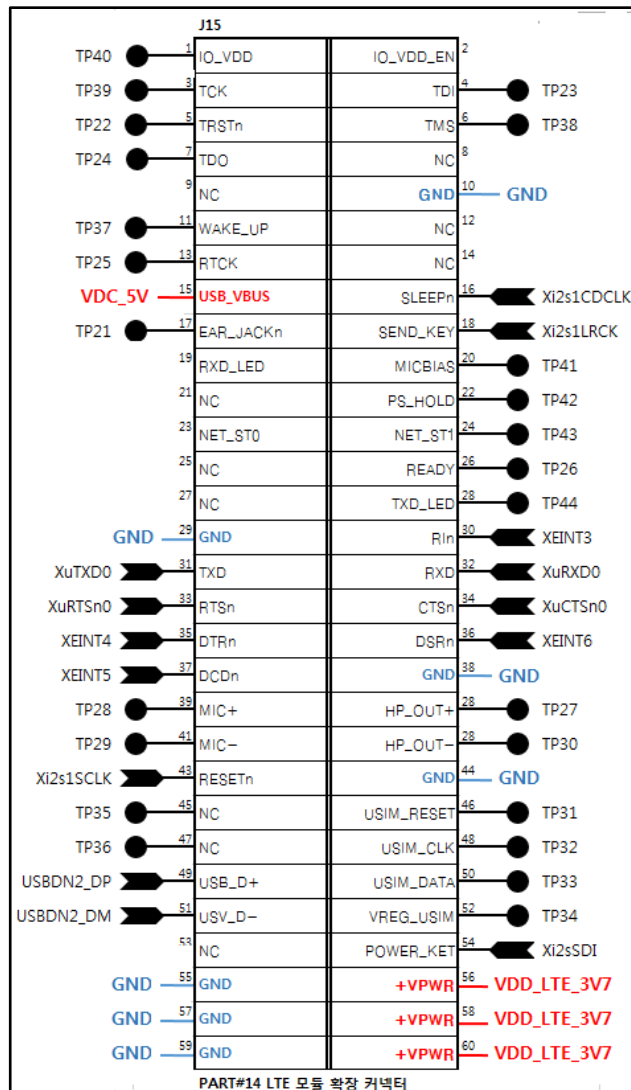 J15
TP40 1 IO_VDD IO_VDD_EN 2
TP39 3 TCK TDI 4 TP23
TP22 5 TRSTn TMS 6 TP38
TP24 7 TDO NC 8
9 NC GND 10 GND
TP37 11 WAKE_UP NC 12
TP25 13 RTCK NC 14
VDC_5V 15 USB_VBUS SLEEPn 16 Xi2s1CDCLK
TP21 17 EAR_JACKn SEND_KEY 18 Xi2s1LRCK
19 RXD_LED MICBIAS 20 TP41
21 NC PS_HOLD 22 TP42
23 NET_ST0 NET_ST1 24 TP43
25 NC READY 26 TP26
27 NC TXD_LED 28 TP44
GND 29 GND RIn 30 XEINT3
XuTXD0 31 TXD RXD 32 XuRXD0
XuRTSn0 33 RTSn CTSn 34 XuCTSn0
XEINT4 35 DTRn DSRn 36 XEINT6
XEINT5 37 DCDn GND 38 GND
TP28 39 MIC+ HP_OUT+ 28 TP27
TP29 41 MIC- HP_OUT- 28 TP30
Xi2s1SCLK 43 RESETn GND 44 GND
TP35 45 NC USIM_RESET 46 TP31
TP36 47 NC USIM_CLK 48 TP32
USBDN2_DP 49 USB_D+ USIM_DATA 50 TP33
USBDN2_DM 51 USV_D- VREG_USIM 52 TP34
53 NC POWER_KET 54 Xi2sSDI
GND 55 GND +VPWR 56 VDD_LTE_3V7
GND 57 GND +VPWR 58 VDD_LTE_3V7
GND 59 GND +VPWR 60 VDD_LTE_3V7
PART#14 LTE 모듈 확장 커넥터